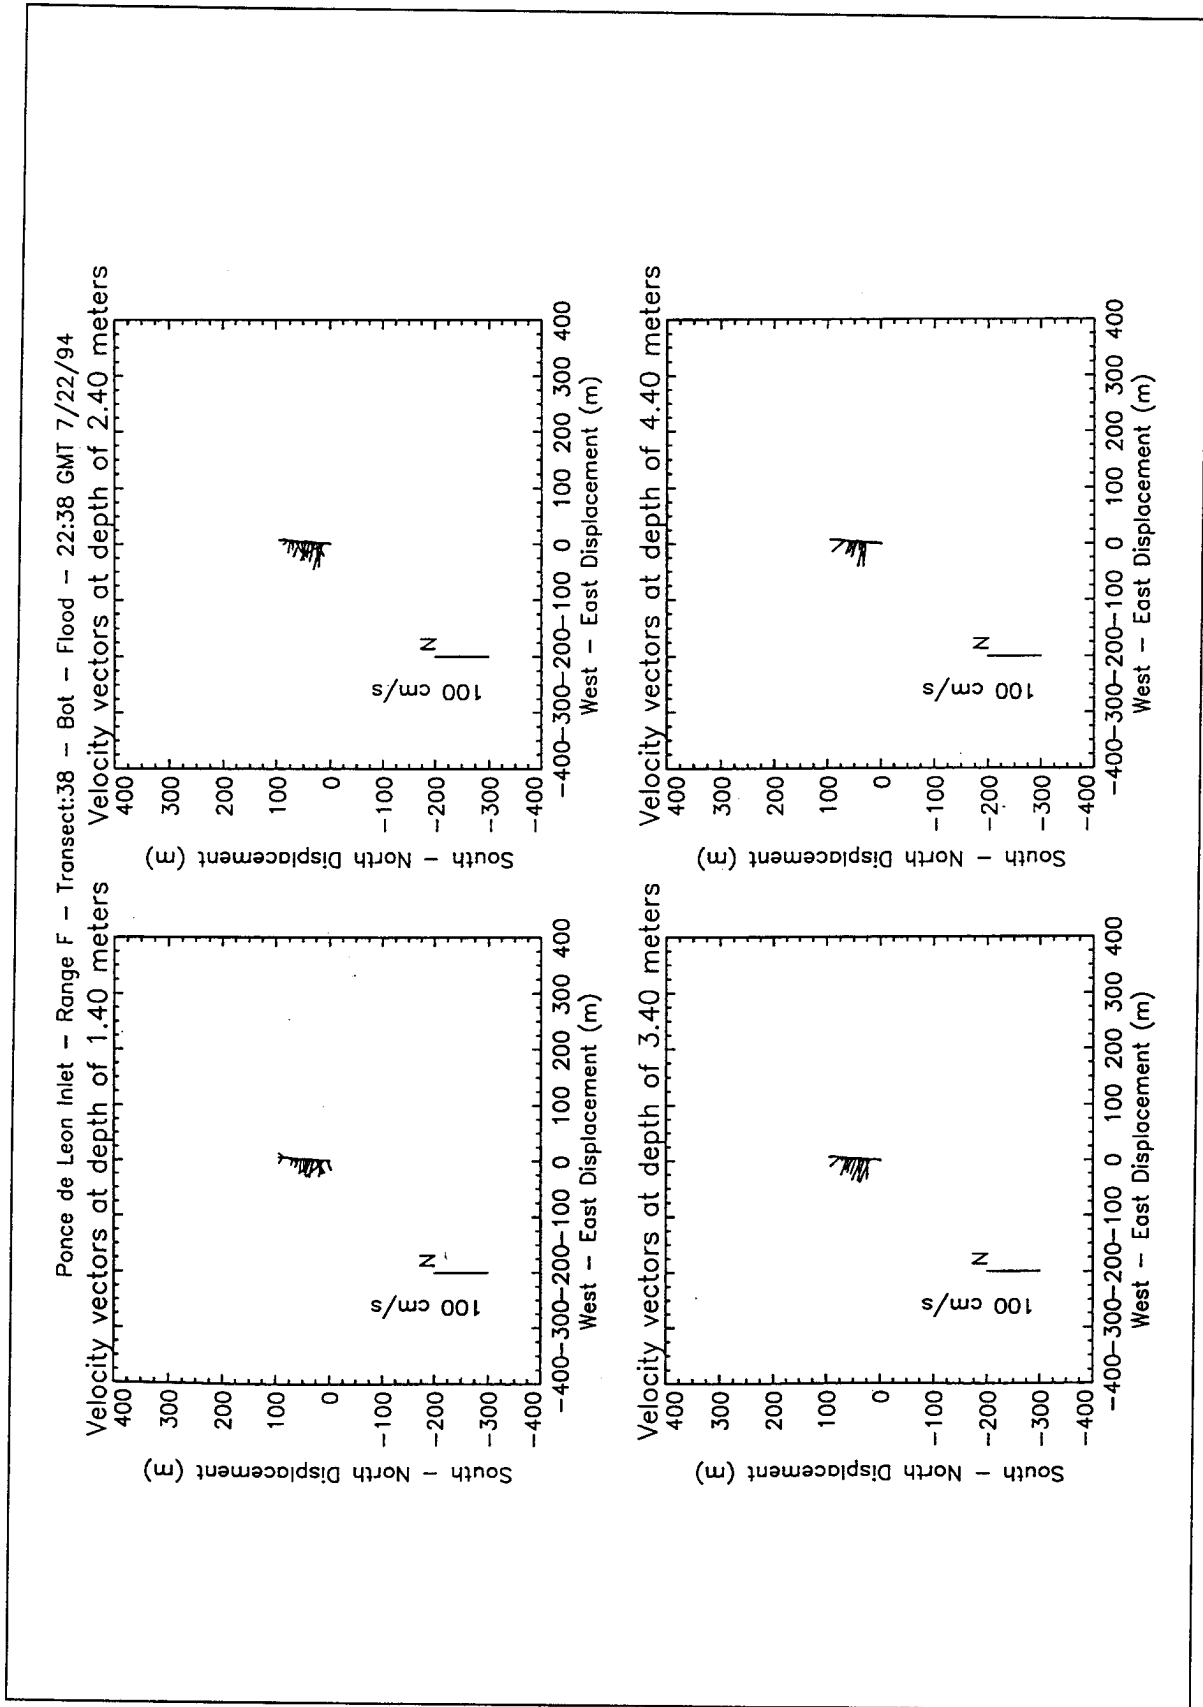 Ponce de Leon Inlet – Range F – Transect:38 – Bot – Flood – 22:38 GMT 7/22/94
Velocity vectors at depth of 1.40 meters
400
300
200
100
0
-100
-200
-300
-400
South – North Displacement (m)
100 cm/s
N
-400-300-200-100 0 100 200 300 400
West – East Displacement (m)
Velocity vectors at depth of 2.40 meters
400
300
200
100
0
-100
-200
-300
-400
South – North Displacement (m)
100 cm/s
N
-400-300-200-100 0 100 200 300 400
West – East Displacement (m)
Velocity vectors at depth of 3.40 meters
400
300
200
100
0
-100
-200
-300
-400
South – North Displacement (m)
100 cm/s
N
-400-300-200-100 0 100 200 300 400
West – East Displacement (m)
Velocity vectors at depth of 4.40 meters
400
300
200
100
0
-100
-200
-300
-400
South – North Displacement (m)
100 cm/s
N
-400-300-200-100 0 100 200 300 400
West – East Displacement (m)